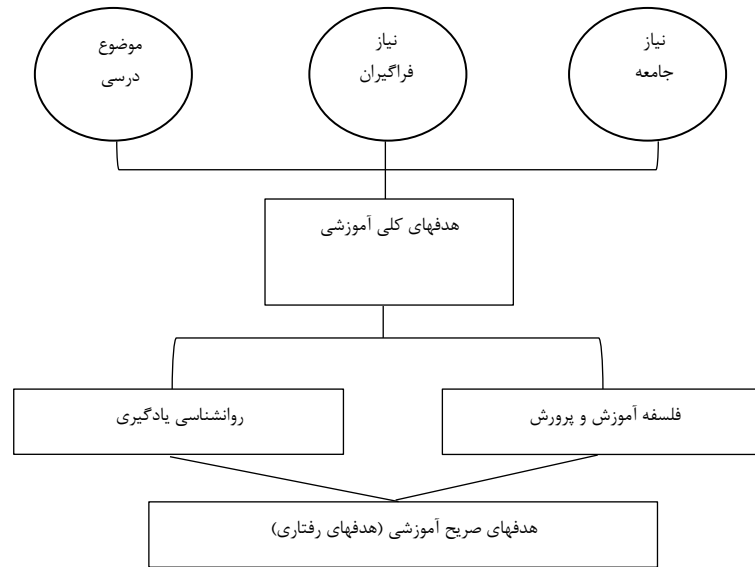 نیاز
جامعه
نیاز
فراگیران
موضوع
درسی
هدفهای کلی آموزشی
فلسفه آموزش و پرورش
روانشناسی یادگیری
هدفهای صریح آموزشی (هدفهای رفتاری)